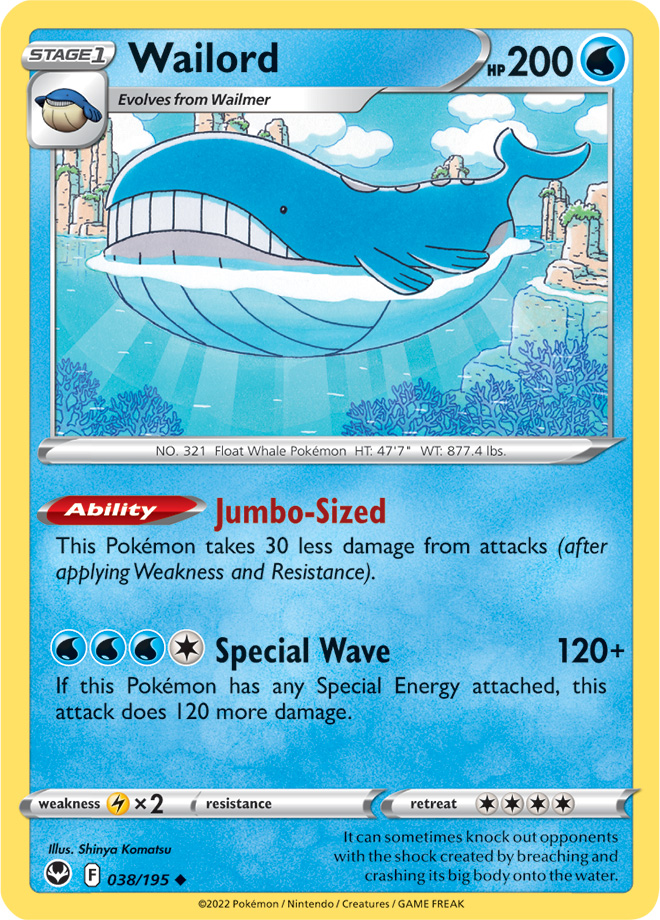 STAGE1
Wailord
HP200
Evolves from Wailmer
NO. 321 Float Whale Pokémon HT: 47'7" WT: 877.4 lbs.
Ability Jumbo-Sized
This Pokémon takes 30 less damage from attacks (after
applying Weakness and Resistance).
Special Wave 120+
If this Pokémon has any Special Energy attached, this
attack does 120 more damage.
weakness ×2 resistance retreat
Illus. Shinya Komatsu
F 038/195
It can sometimes knock out opponents
with the shock created by breaching and
crashing its big body onto the water.
©2022 Pokémon / Nintendo / Creatures / GAME FREAK